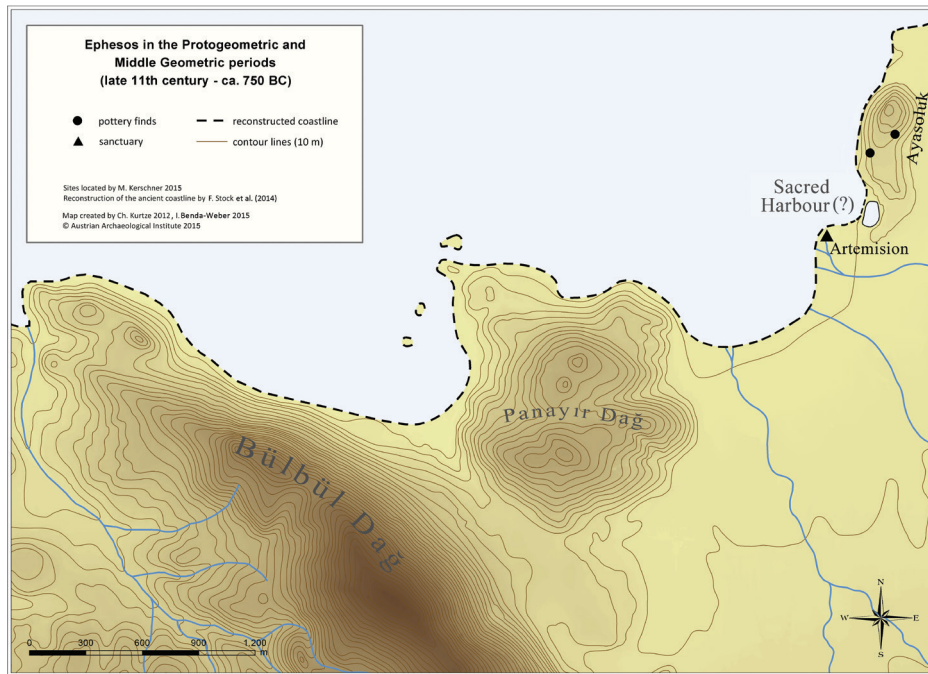 Ephesos in the Protogeometric and
Middle Geometric periods
(late 11th century - ca. 750 BC)
pottery finds
reconstructed coastline
sanctuary
contour lines (10 m)
Sites located by M. Kerschner 2015
Reconstruction of the ancient coastline by F. Stock et al. (2014)
Map created by Ch. Kurtze 2012, I.Benda-Weber 2015
© Austrian Archaeological Institute 2015
Ayasoluk
Sacred
Harbour (?)
Artemision
Panayır Dağ
Bülbül Dağ
N
W E
S
0 300 600 900 1.200
m